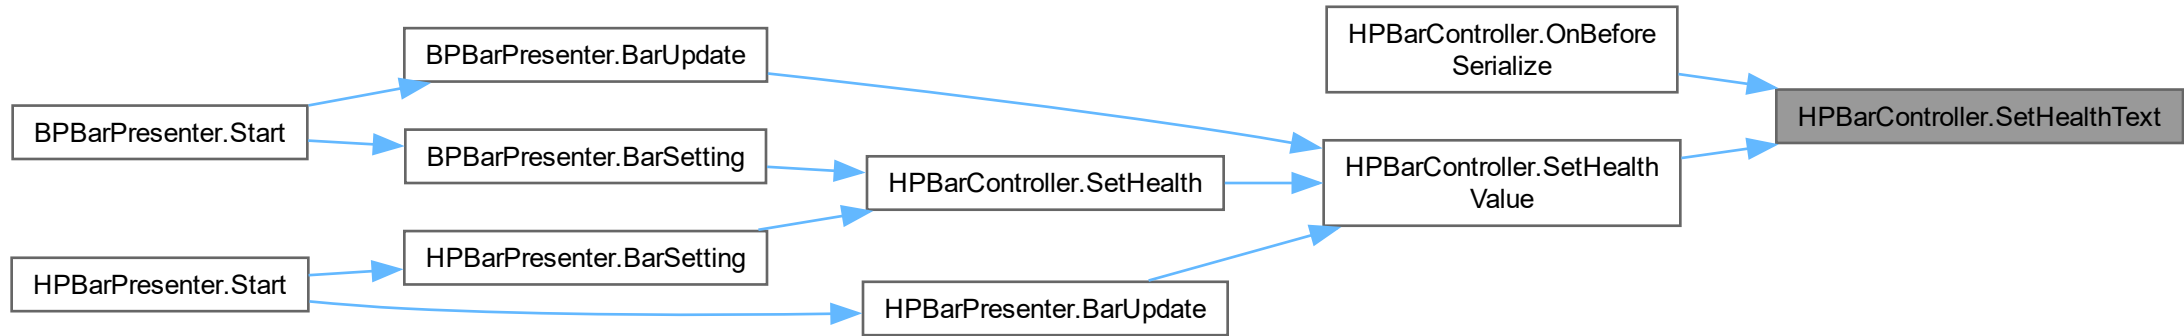 BPBarPresenter.Start
HPBarPresenter.Start
BPBarPresenter.BarUpdate
BPBarPresenter.BarSetting
HPBarPresenter.BarSetting
HPBarController.SetHealth
HPBarPresenter.BarUpdate
HPBarController.OnBefore
Serialize
HPBarController.SetHealth
Value
HPBarController.SetHealthText